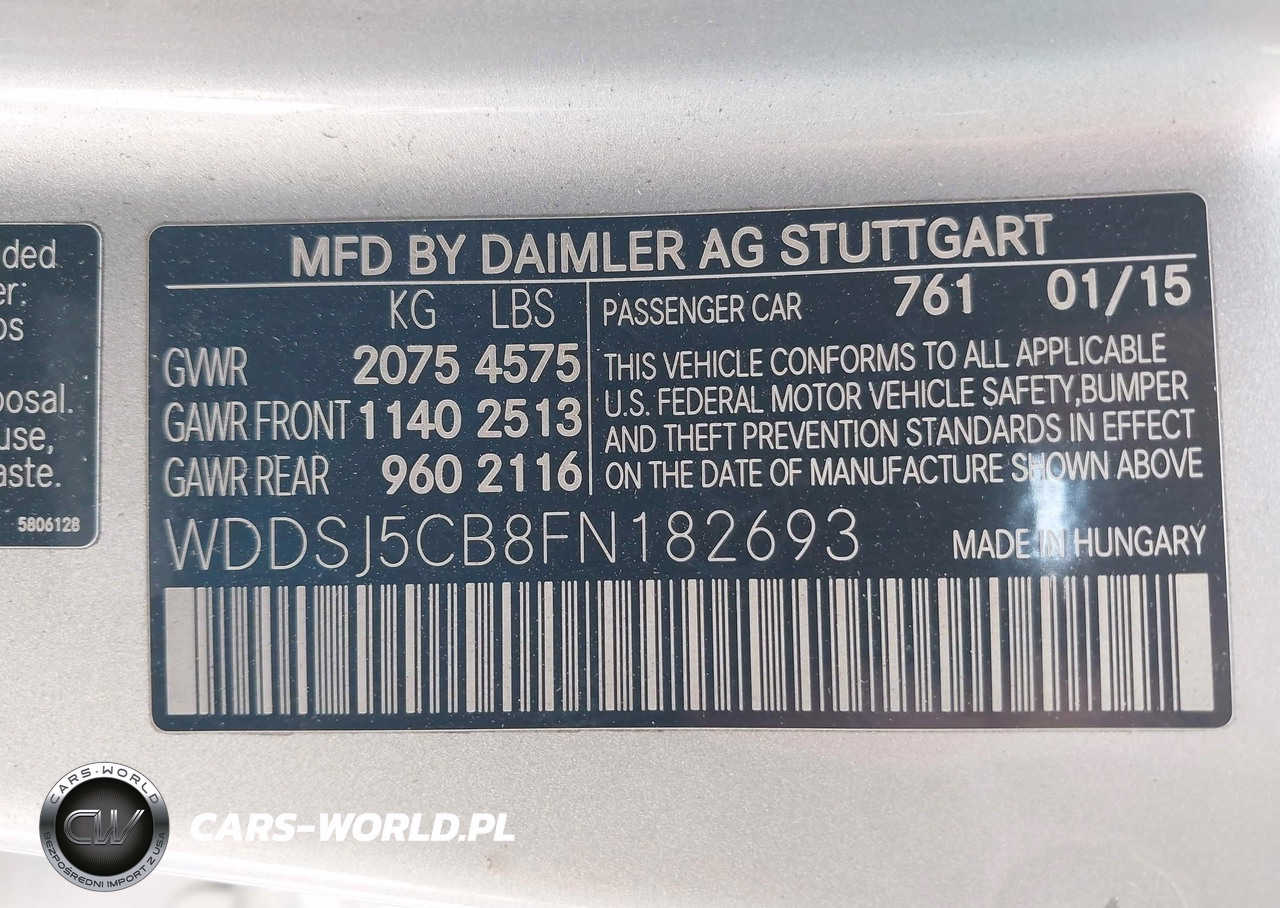 ded
er:
os
posal.
use,
aste.
5806128
MFD BY DAIMLER AG STUTTGART
KG LBS
GVWR 2075 4575
GAWR FRONT 1140 2513
GAWR REAR 960 2116
PASSENGER CAR 761 01/15
THIS VEHICLE CONFORMS TO ALL APPLICABLE
U.S. FEDERAL MOTOR VEHICLE SAFETY,BUMPER
AND THEFT PREVENTION STANDARDS IN EFFECT
ON THE DATE OF MANUFACTURE SHOWN ABOVE
WDDSJ5CB8FN182693 MADE IN HUNGARY
CARS-WORLD
CW
BEZPOŚREDNI IMPORT Z USA
CARS-WORLD.PL